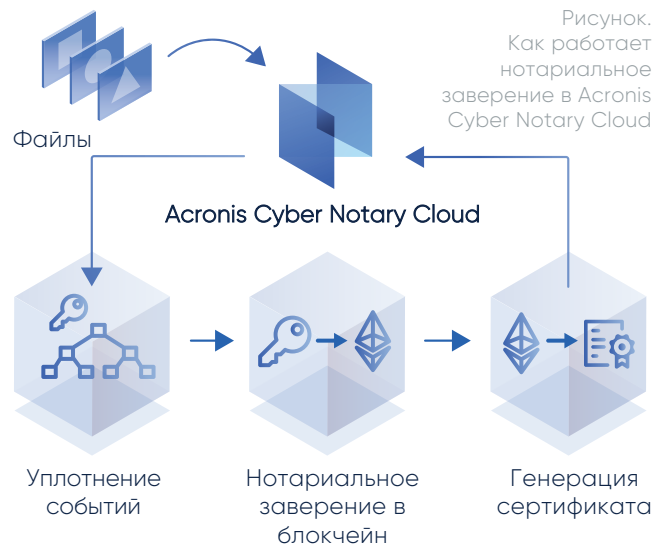 Рисунок.
Как работает
нотариальное
заверение в Acronis
Cyber Notary Cloud
Файлы
Acronis Cyber Notary Cloud
Уплотнение
событий
Нотариальное
заверение в
блокчейн
Генерация
сертификата